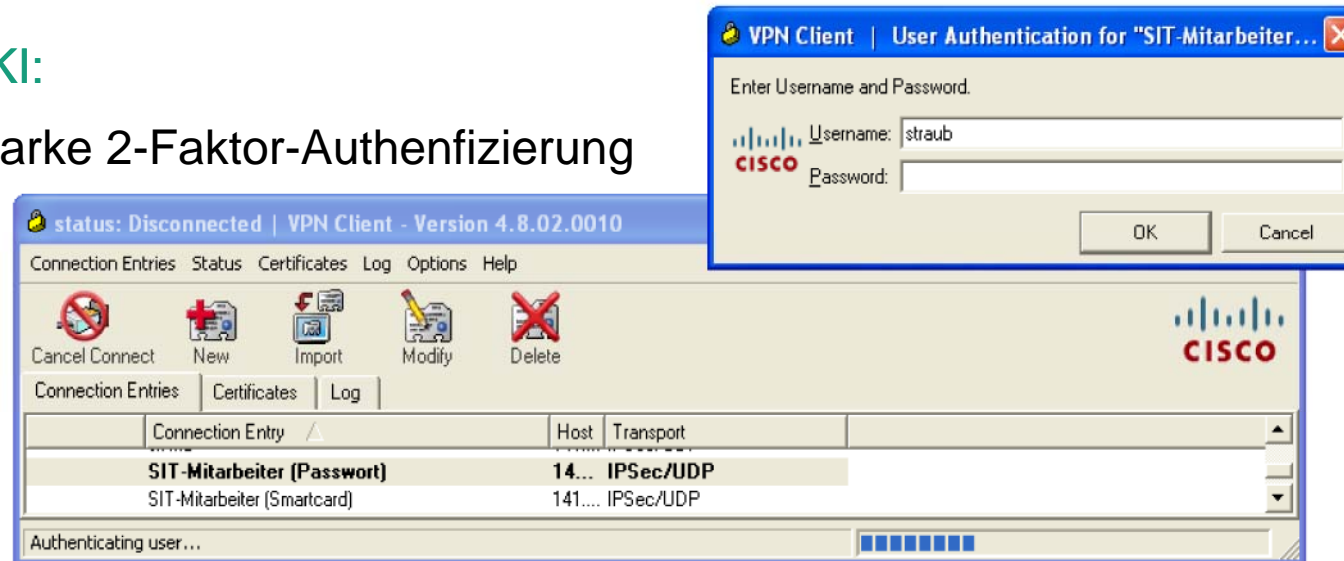 KI:
arke 2-Faktor-Authenfizierung
VPN Client | User Authentication for "SIT-Mitarbeiter...
Enter Username and Password.
CISCO
Username: straub
Password:
OK Cancel
status: Disconnected | VPN Client - Version 4.8.02.0010
Connection Entries Status Certificates Log Options Help
Cancel Connect New Import Modify Delete
CISCO
Connection Entries Certificates Log
Connection Entry Host Transport
SIT-Mitarbeiter (Passwort) 14... IPSec/UDP
SIT-Mitarbeiter (Smartcard) 141.... IPSec/UDP
Authenticating user...